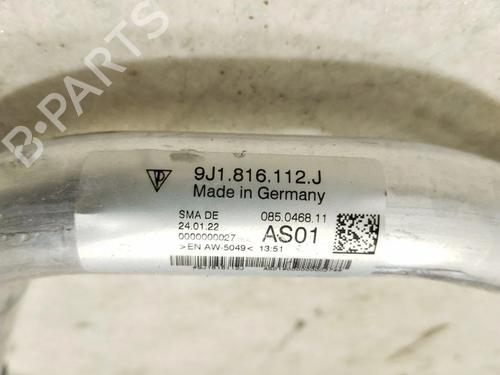 B-PARTS
9J1.816.112.J
Made in Germany
SMA DE 085.0468.11
24.01.22
0000000027 AS01
>EN AW-5049< 13:51